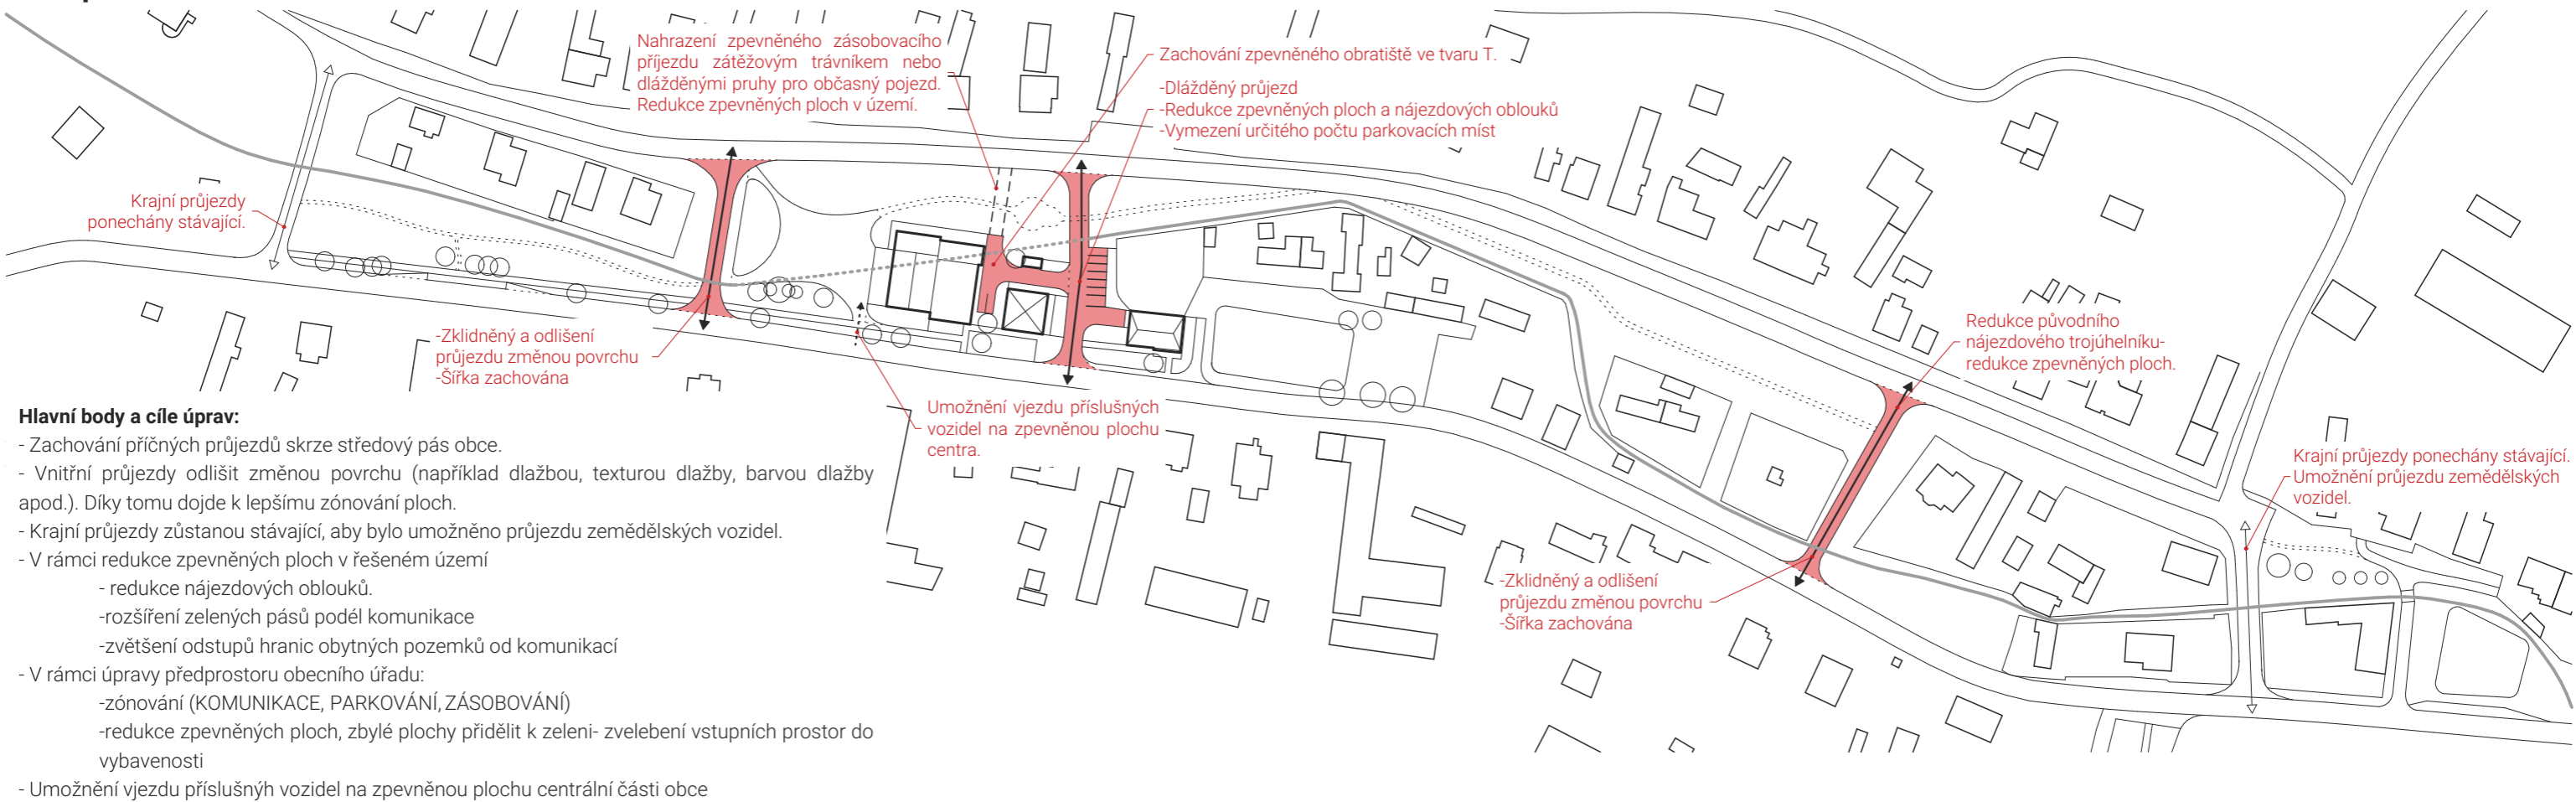 Nahrazení zpevněného zásobovacího
příjezdu zátěžovým trávníkem nebo
dlážděnými pruhy pro občasný pojezd.
Redukce zpevněných ploch v území.
Zachování zpevněného obratiště ve tvaru T.
-Dlážděný průjezd
-Redukce zpevněných ploch a nájezdových oblouků
-Vymezení určitého počtu parkovacích míst
Krajní průjezdy
ponechány stávající.
-Zklidněný a odlišení
průjezdu změnou povrchu
-Šířka zachována
Umožnění vjezdu příslušných
vozidel na zpevněnou plochu
centra.
Redukce původního
nájezdového trojúhelníku-
redukce zpevněných ploch.
Krajní průjezdy ponechány stávající.
Umožnění průjezdu zemědělských
vozidel.
-Zklidněný a odlišení
průjezdu změnou povrchu
-Šířka zachována
Hlavní body a cíle úprav:
- Zachování příčných průjezdů skrze středový pás obce.
- Vnitřní průjezdy odlišit změnou povrchu (například dlažbou, texturou dlažby, barvou dlažby
apod.). Díky tomu dojde k lepšímu zónování ploch.
- Krajní průjezdy zůstanou stávající, aby bylo umožněno průjezdu zemědělských vozidel.
- V rámci redukce zpevněných ploch v řešeném území
- redukce nájezdových oblouků.
-rozšíření zelených pásů podél komunikace
-zvětšení odstupů hranic obytných pozemků od komunikací
- V rámci úpravy předprostoru obecního úřadu:
-zónování (KOMUNIKACE, PARKOVÁNÍ, ZÁSOBOVÁNÍ)
-redukce zpevněných ploch, zbylé plochy přidělit k zeleni- zvelebení vstupních prostor do
vybavenosti
- Umožnění vjezdu příslušnýh vozidel na zpevněnou plochu centrální části obce